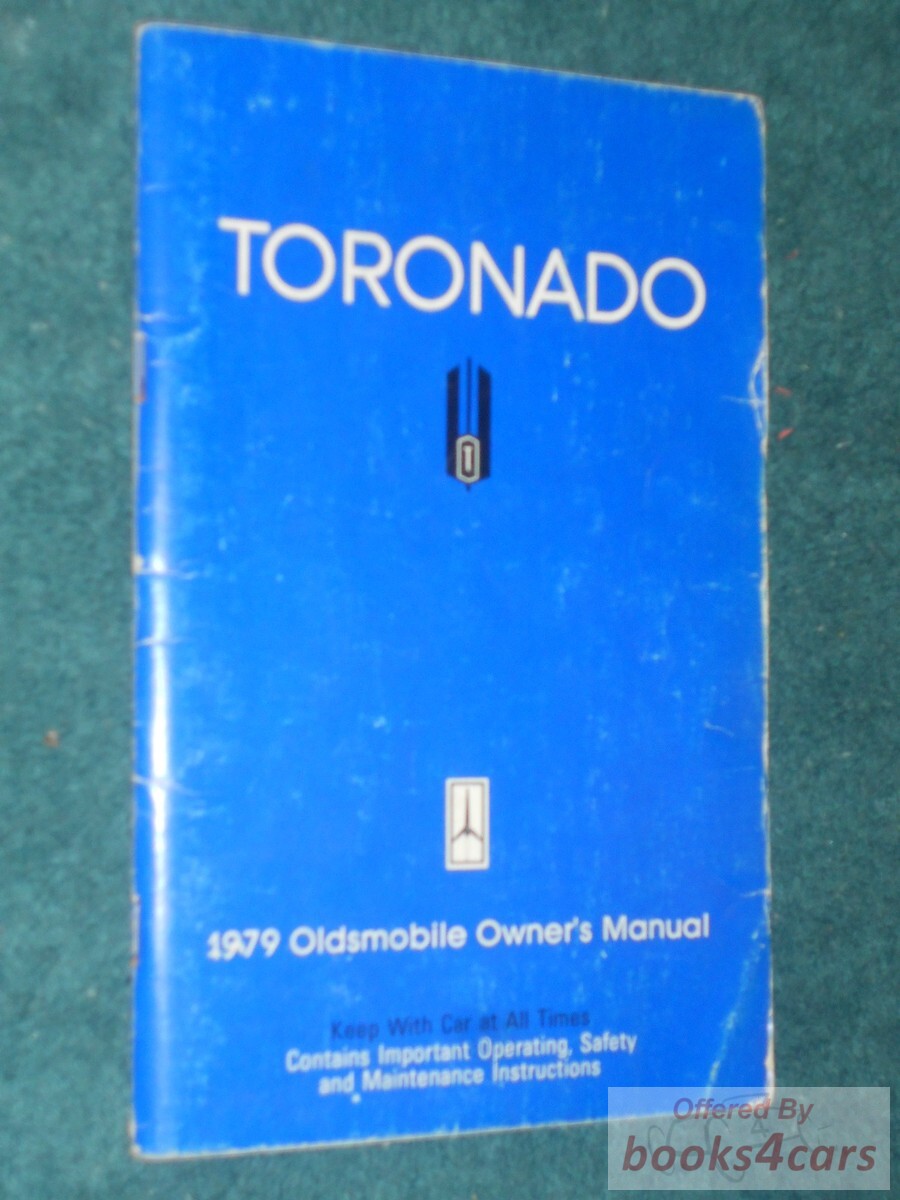 TORONADO
1979 Oldsmobile Owner's Manual
Keep With Car at All Times
Contains Important Operating, Safety
and Maintenance Instructions
Offered By
books4cars